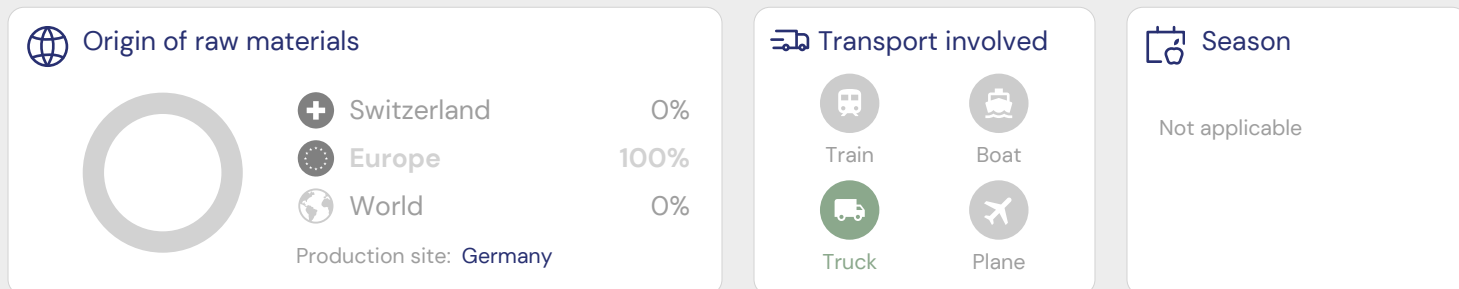 Origin of raw materials
Switzerland 0%
Europe 100%
World 0%
Production site: Germany
Transport involved
Train Boat
Truck Plane
Season
Not applicable